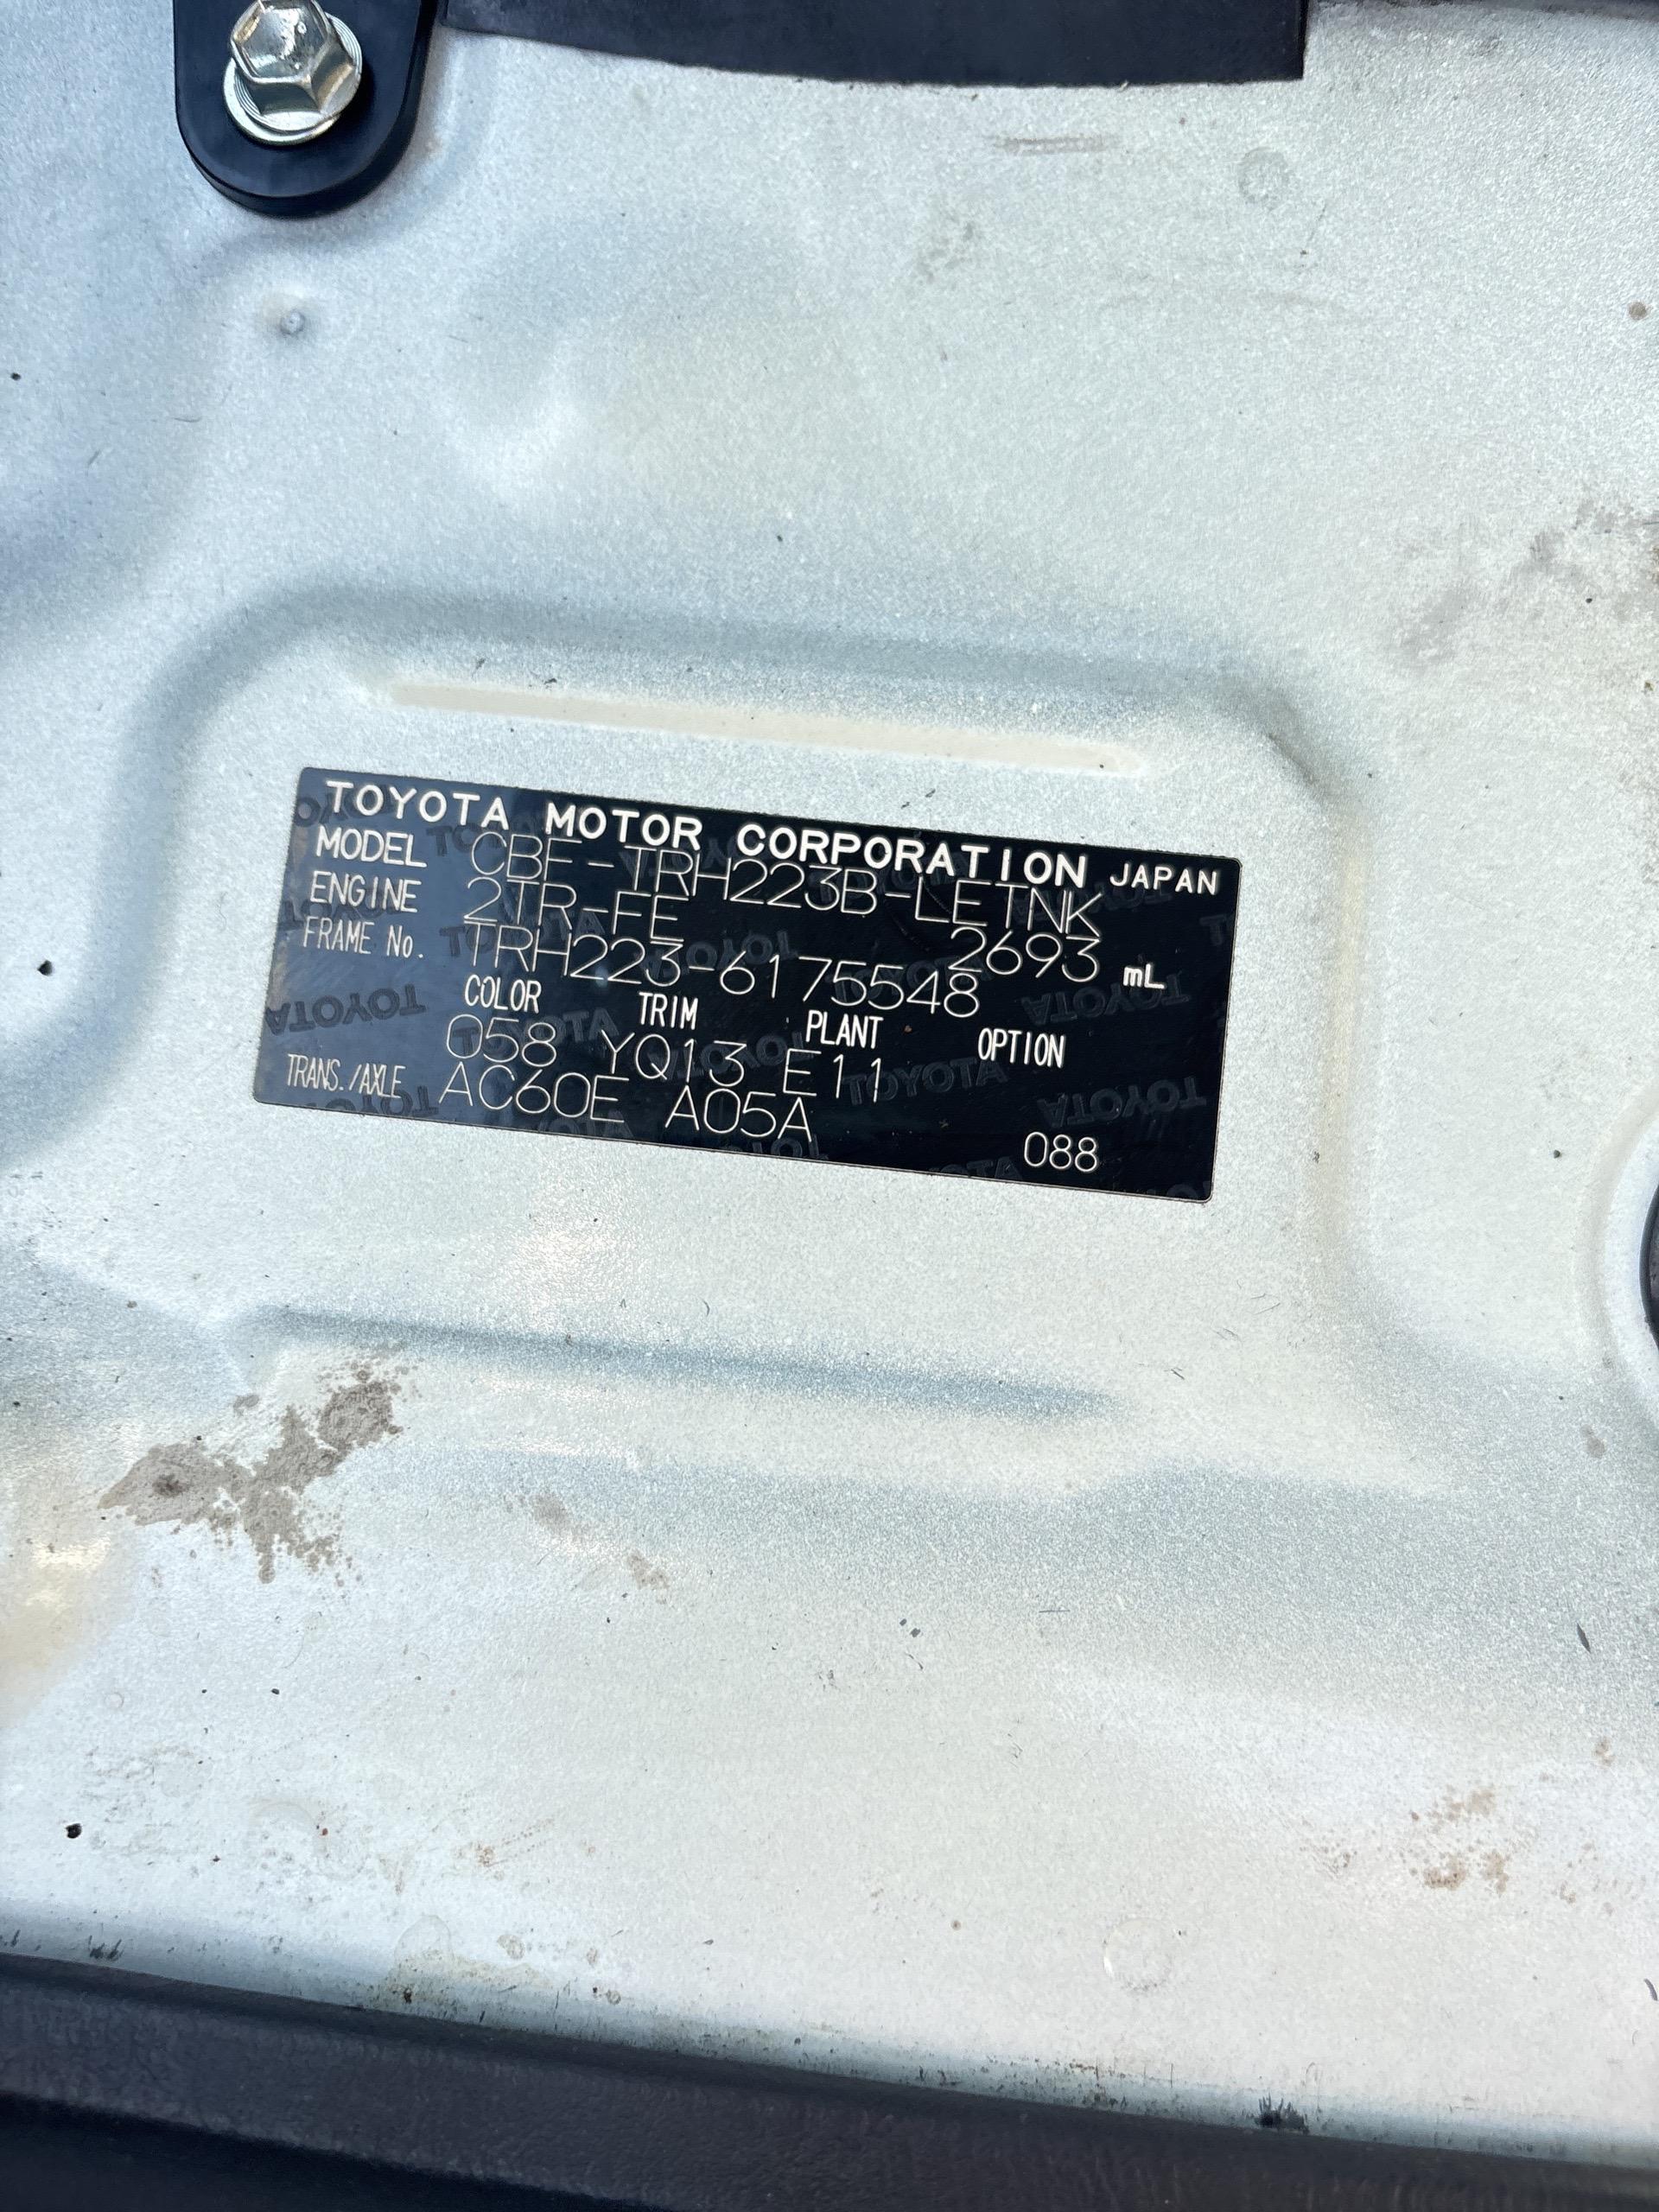 TOYOTA MOTOR CORPORATION JAPAN
MODEL CBF-TRH223B-LETNK
ENGINE 2TR-FE 2693 mL
FRAME No. TRH223-6175548
COLOR TRIM PLANT OPTION
058 YQ13 E11
TRANS./AXLE AC60E A05A
088